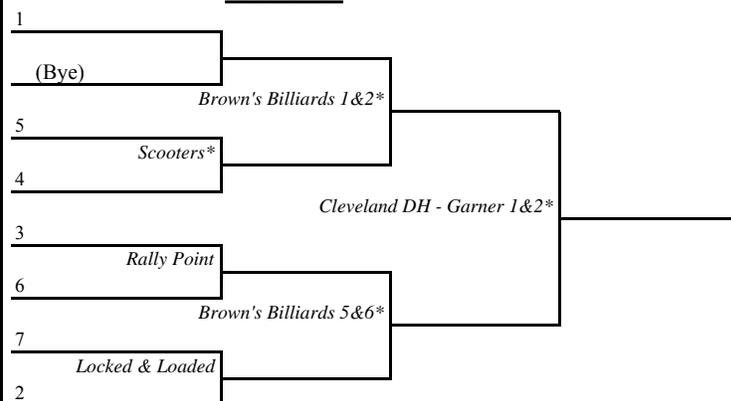 1
(Bye)
Brown's Billiards 1&2*
5
Scooters*
4
Cleveland DH - Garner 1&2*
3
Rally Point
6
Brown's Billiards 5&6*
7
Locked & Loaded
2